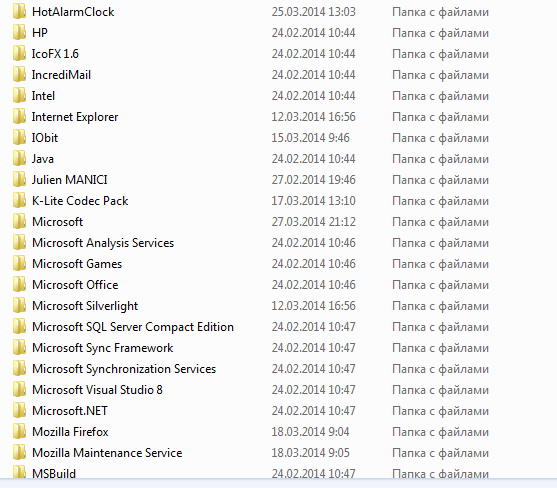 HotAlarmClock 25.03.2014 13:03 Папка с файлами
HP 24.02.2014 10:44 Папка с файлами
IcoFX 1.6 24.02.2014 10:44 Папка с файлами
IncrediMail 24.02.2014 10:44 Папка с файлами
Intel 24.02.2014 10:44 Папка с файлами
Internet Explorer 12.03.2014 16:56 Папка с файлами
IObit 15.03.2014 9:46 Папка с файлами
Java 24.02.2014 10:44 Папка с файлами
Julien MANICI 27.02.2014 19:46 Папка с файлами
K-Lite Codec Pack 17.03.2014 13:10 Папка с файлами
Microsoft 27.03.2014 21:12 Папка с файлами
Microsoft Analysis Services 24.02.2014 10:46 Папка с файлами
Microsoft Games 24.02.2014 10:46 Папка с файлами
Microsoft Office 24.02.2014 10:46 Папка с файлами
Microsoft Silverlight 12.03.2014 16:56 Папка с файлами
Microsoft SQL Server Compact Edition 24.02.2014 10:47 Папка с файлами
Microsoft Sync Framework 24.02.2014 10:47 Папка с файлами
Microsoft Synchronization Services 24.02.2014 10:47 Папка с файлами
Microsoft Visual Studio 8 24.02.2014 10:47 Папка с файлами
Microsoft.NET 24.02.2014 10:47 Папка с файлами
Mozilla Firefox 18.03.2014 9:04 Папка с файлами
Mozilla Maintenance Service 18.03.2014 9:05 Папка с файлами
MSBuild 24.02.2014 10:47 Папка с файлами